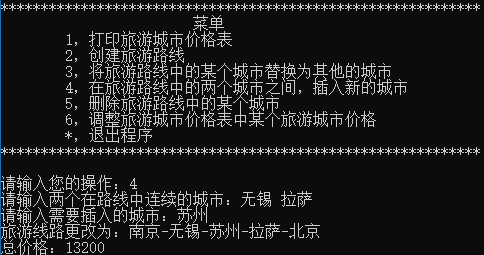 ************************************************************
菜单
1, 打印旅游城市价格表
2, 创建旅游路线
3, 将旅游路线中的某个城市替换为其他的城市
4, 在旅游路线中的两个城市之间, 插入新的城市
5, 删除旅游路线中的某个城市
6, 调整旅游城市价格表中某个旅游城市价格
*, 退出程序
************************************************************
请输入您的操作: 4
请输入两个在路线中连续的城市: 无锡 拉萨
请输入需要插入的城市: 苏州
旅游线路更改为: 南京-无锡-苏州-拉萨-北京
总价格: 13200